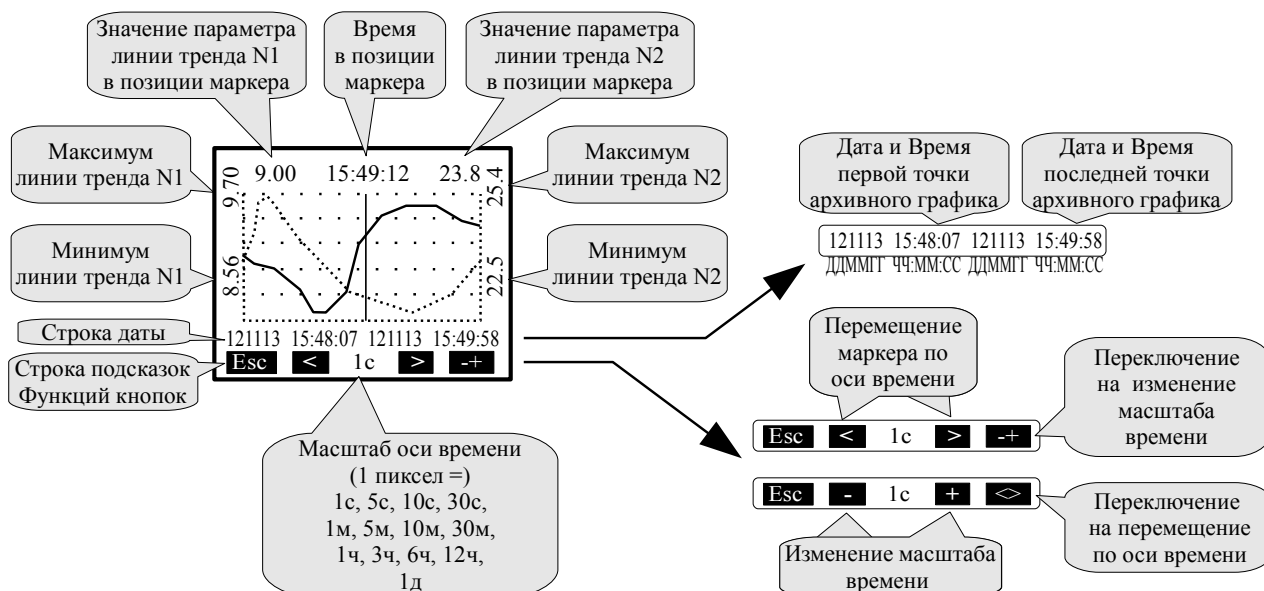 Значение параметра
линии тренда N1
в позиции маркера
Время
в позиции
маркера
Значение параметра
линии тренда N2
в позиции маркера
Максимум
линии тренда N1
Минимум
линии тренда N1
Строка даты
Строка подсказок
Функций кнопок
9.70
9.00 15:49:12 23.8
25.4
8.56
22.5
121113 15:48:07 121113 15:49:58
Esc < 1с > -+
Максимум
линии тренда N2
Минимум
линии тренда N2
Масштаб оси времени
(1 пиксел =)
1с, 5с, 10с, 30с,
1м, 5м, 10м, 30м,
1ч, 3ч, 6ч, 12ч,
1д
Дата и Время
первой точки
архивного графика
Дата и Время
последней точки
архивного графика
121113 15:48:07 121113 15:49:58
ДДММГГ ЧЧ:ММ:СС ДДММГГ ЧЧ:ММ:СС
Перемещение
маркера по
оси времени
Переключение
на изменение
масштаба
времени
Esc < 1с > -+
Esc - 1с + <>
Изменение масштаба
времени
Переключение
на перемещение
по оси времени